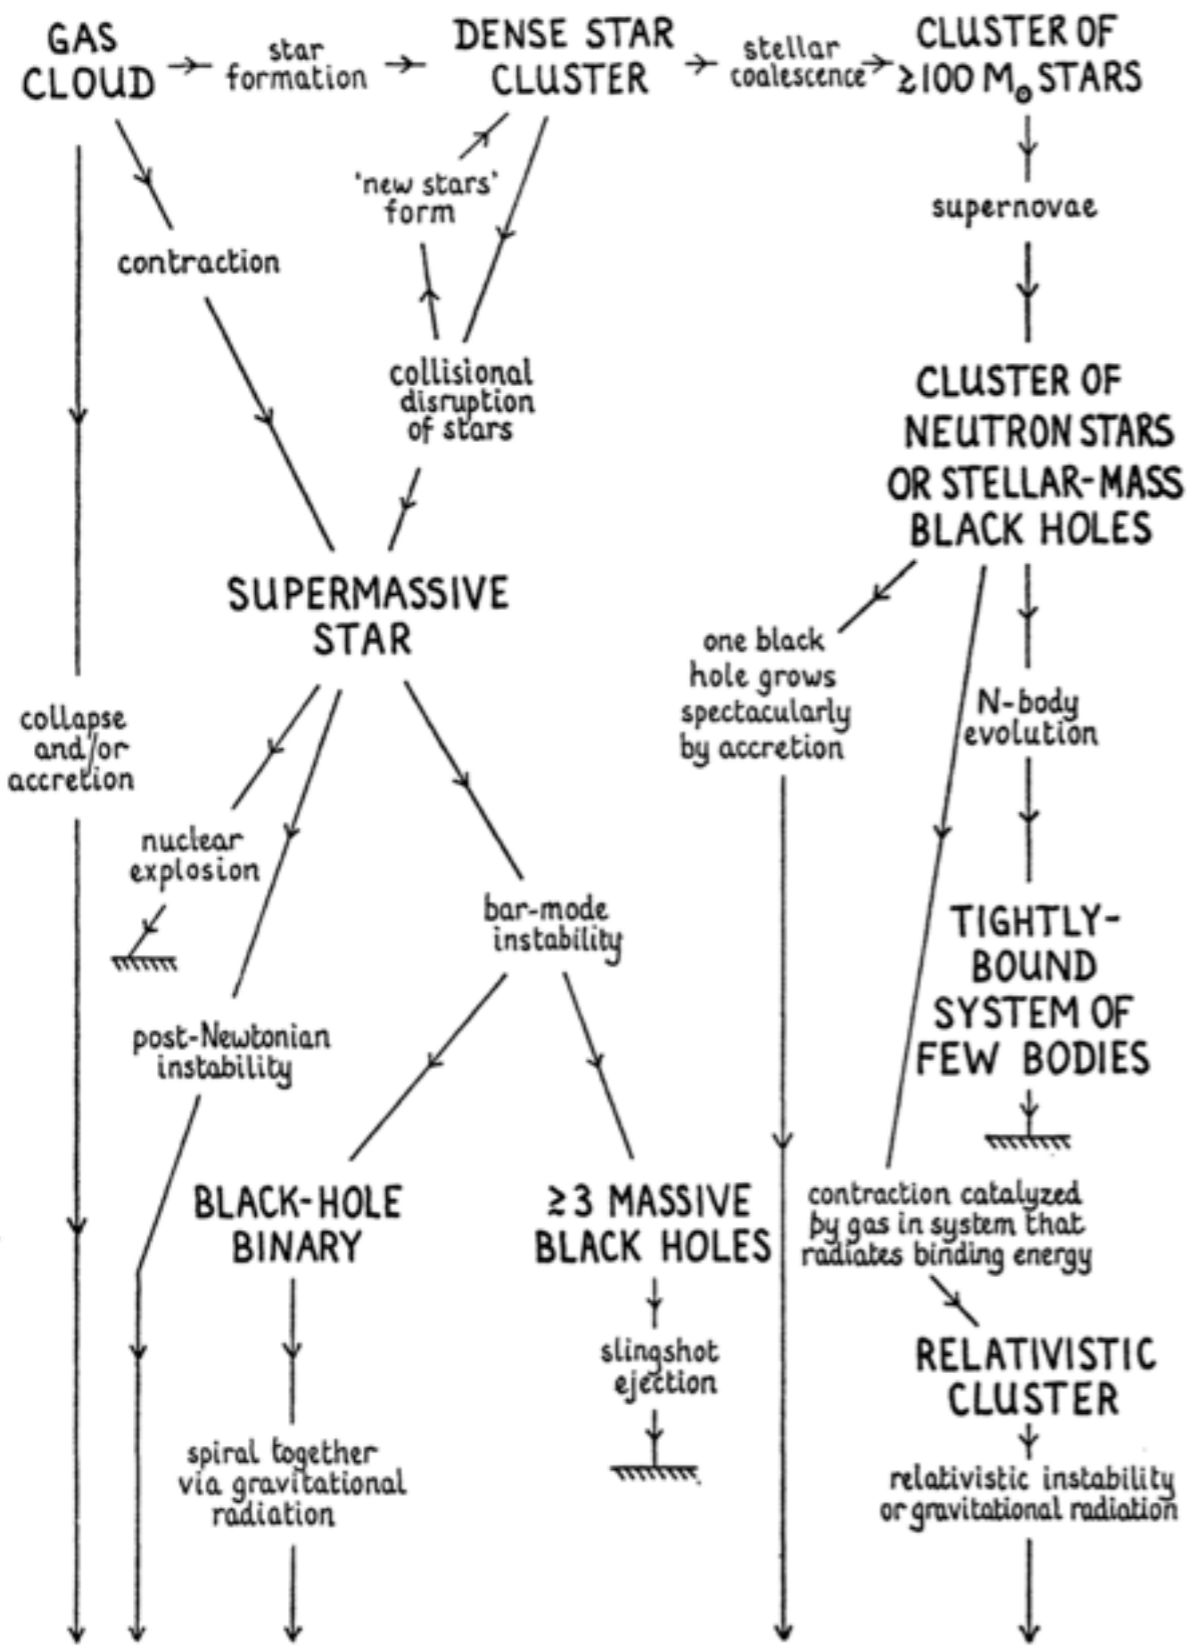 GAS
CLOUD
star
formation
DENSE STAR
CLUSTER
stellar
coalescence
CLUSTER OF
≥100 M⊙ STARS
'new stars'
form
supernovae
contraction
collisional
disruption
of stars
CLUSTER OF
NEUTRON STARS
OR STELLAR-MASS
BLACK HOLES
SUPERMASSIVE
STAR
one black
hole grows
spectacularly
by accretion
N-body
evolution
collapse
and/or
accretion
nuclear
explosion
bar-mode
instability
TIGHTLY-
BOUND
SYSTEM OF
FEW BODIES
post-Newtonian
instability
BLACK-HOLE
BINARY
≥3 MASSIVE
BLACK HOLES
contraction catalyzed
by gas in system that
radiates binding energy
slingshot
ejection
RELATIVISTIC
CLUSTER
spiral together
via gravitational
radiation
relativistic instability
or gravitational radiation